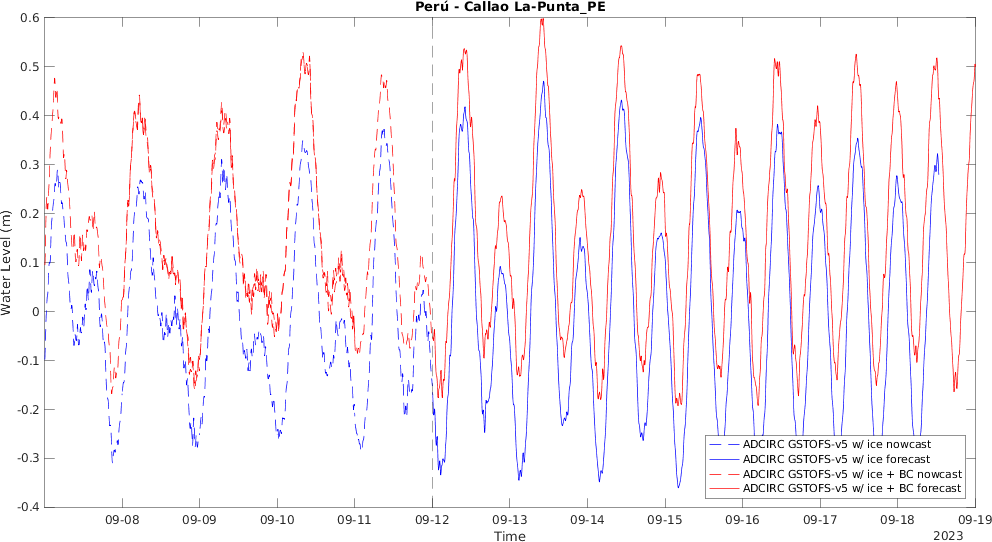 Perú - Callao La-Punta_PE
Water Level (m)
0.6
0.5
0.4
0.3
0.2
0.1
0
-0.1
-0.2
-0.3
-0.4
ADCIRC GSTOFS-v5 w/ ice nowcast
ADCIRC GSTOFS-v5 w/ ice forecast
ADCIRC GSTOFS-v5 w/ ice + BC nowcast
ADCIRC GSTOFS-v5 w/ ice + BC forecast
09-08 09-09 09-10 09-11 09-12 09-13 09-14 09-15 09-16 09-17 09-18 09-19
Time
2023